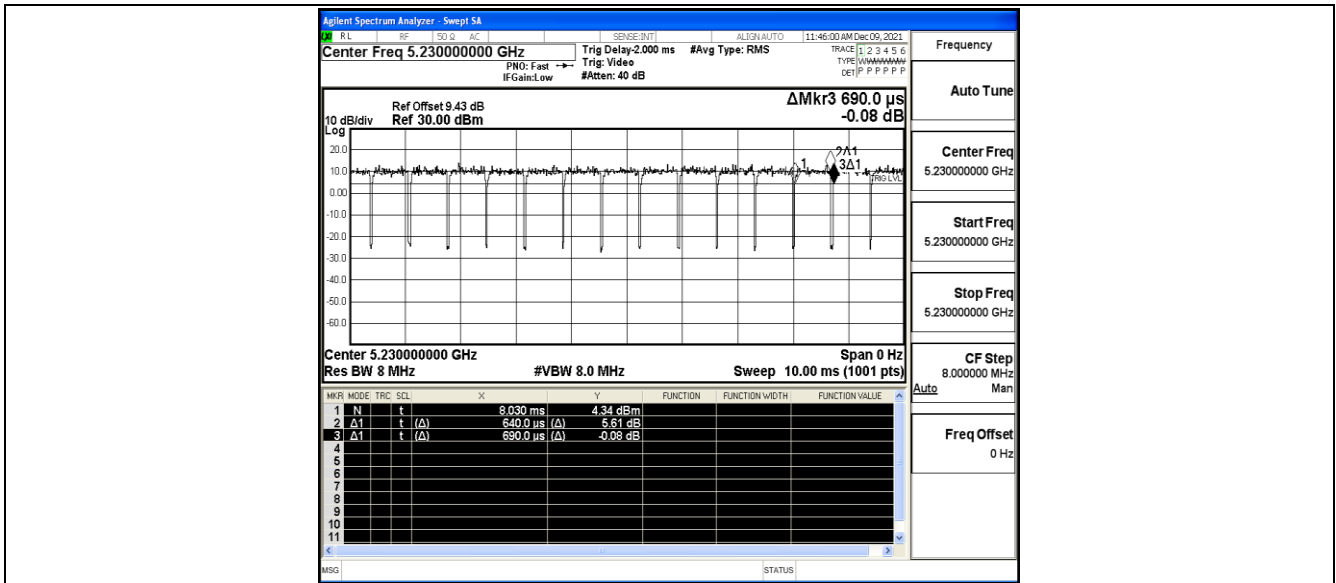 Agilent Spectrum Analyzer - Swept SA
RL RF 50 Ω AC SENSE:INT ALIGN AUTO 11:46:00 AM Dec 09, 2021
Center Freq 5.230000000 GHz
PNO: Fast
IFGain:Low
Trig Delay-2.000 ms
Trig: Video
#Atten: 40 dB
#Avg Type: RMS
TRACE 1 2 3 4 5 6
TYPE
DET P P P P P P
ΔMkr3 690.0 µs
-0.08 dB
Ref Offset 9.43 dB
10 dB/div Ref 30.00 dBm
Log
20.0
10.0
0.00
-10.0
-20.0
-30.0
-40.0
-50.0
-60.0
1
2Δ1
3Δ1
TRIG LVL
Center 5.230000000 GHz Span 0 Hz
Res BW 8 MHz #VBW 8.0 MHz Sweep 10.00 ms (1001 pts)
MKR MODE TRC SCL X Y FUNCTION FUNCTION WIDTH FUNCTION VALUE
1 N t 8.030 ms 4.34 dBm
2 Δ1 t (Δ) 640.0 µs (Δ) 5.61 dB
3 Δ1 t (Δ) 690.0 µs (Δ) -0.08 dB
4
5
6
7
8
9
10
11
MSG STATUS
Frequency
Auto Tune
Center Freq
5.230000000 GHz
Start Freq
5.230000000 GHz
Stop Freq
5.230000000 GHz
CF Step
8.000000 MHz
Auto Man
Freq Offset
0 Hz